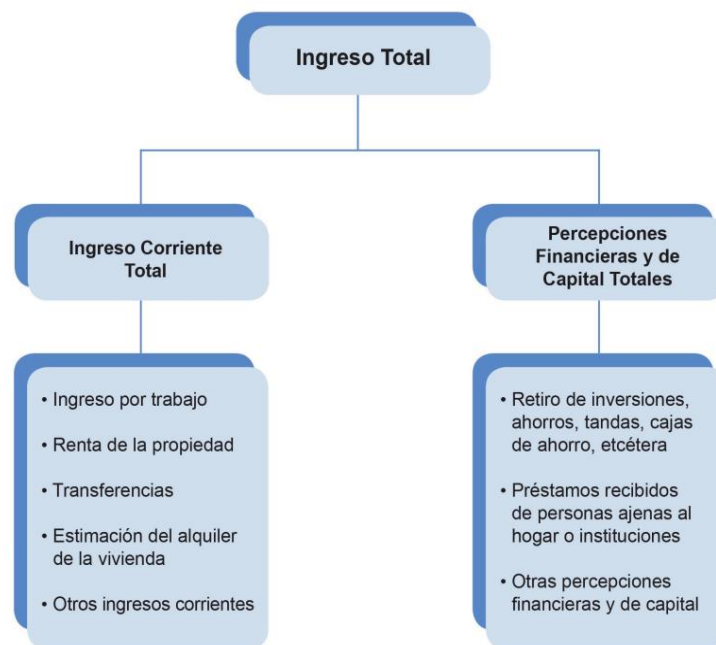 Ingreso Total
Ingreso Corriente
Total
Percepciones
Financieras y de
Capital Totales
• Ingreso por trabajo
• Renta de la propiedad
• Transferencias
• Estimación del alquiler
de la vivienda
• Otros ingresos corrientes
• Retiro de inversiones,
ahorros, tandas, cajas
de ahorro, etcétera
• Préstamos recibidos
de personas ajenas al
hogar o instituciones
• Otras percepciones
financieras y de capital